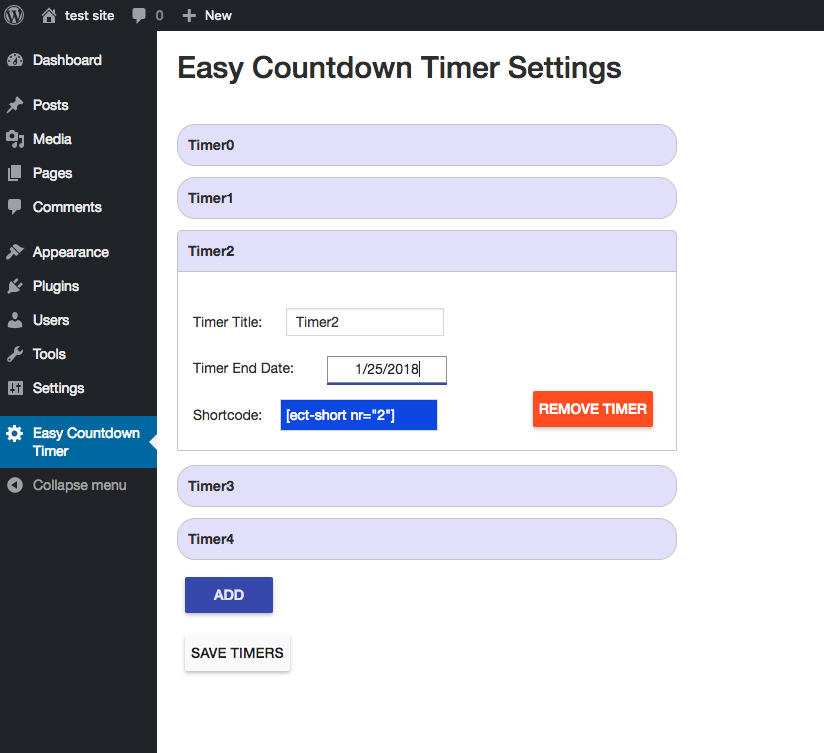 test site 0 New
Dashboard
Posts
Media
Pages
Comments
Appearance
Plugins
Users
Tools
Settings
Easy Countdown
Timer
Collapse menu
Easy Countdown Timer Settings
Timer0
Timer1
Timer2
Timer Title: Timer2
Timer End Date: 1/25/2018
Shortcode: [ect-short nr="2"]
REMOVE TIMER
Timer3
Timer4
ADD
SAVE TIMERS